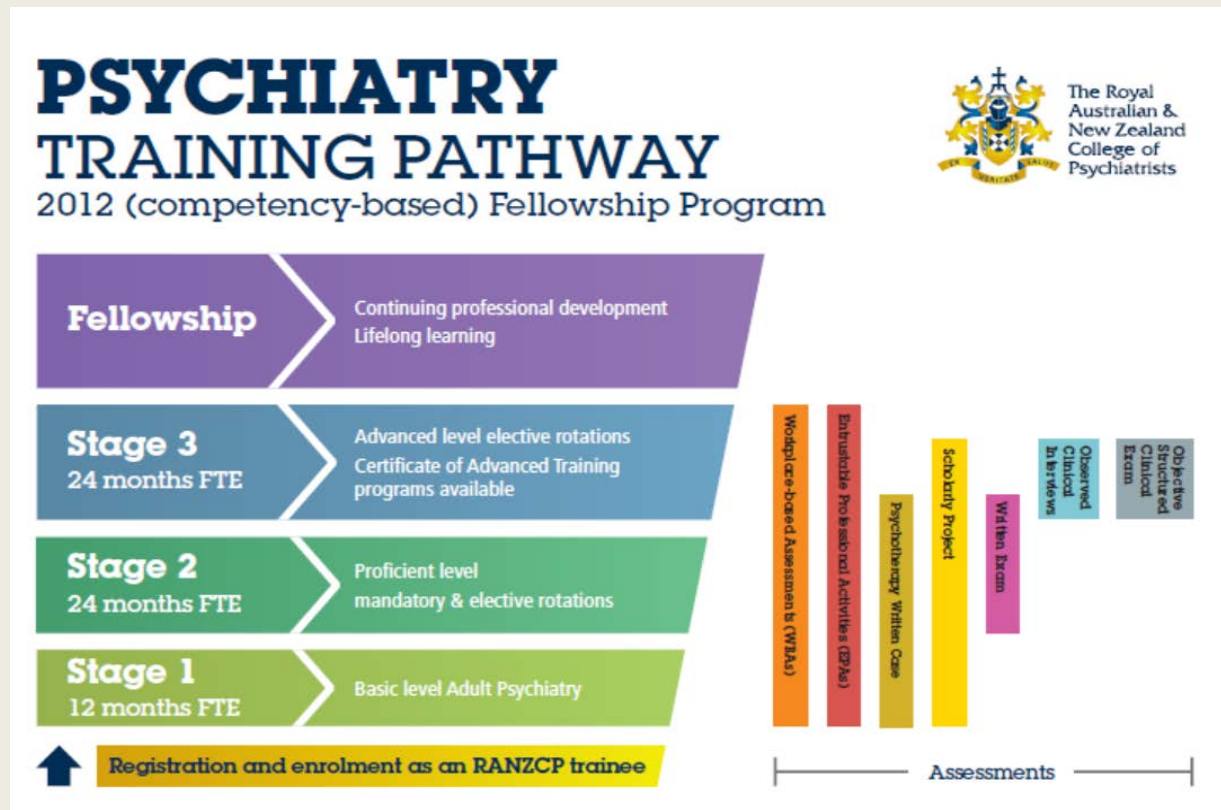 PSYCHIATRY
TRAINING PATHWAY
2012 (competency-based) Fellowship Program
The Royal
Australian &
New Zealand
College of
Psychiatrists
EX
VERITATE
SALUS
Fellowship
Continuing professional development
Lifelong learning
Stage 3
24 months FTE
Advanced level elective rotations
Certificate of Advanced Training
programs available
Stage 2
24 months FTE
Proficient level
mandatory & elective rotations
Stage 1
12 months FTE
Basic level Adult Psychiatry
Registration and enrolment as an RANZCP trainee
Workplace-based Assessments (WBAs)
Entrustable Professional Activities (EPAs)
Psychotherapy Written Case
Scholarly Project
Written Exam
Observed
Clinical
Interviews
Objective
Structured
Clinical
Exam
Assessments